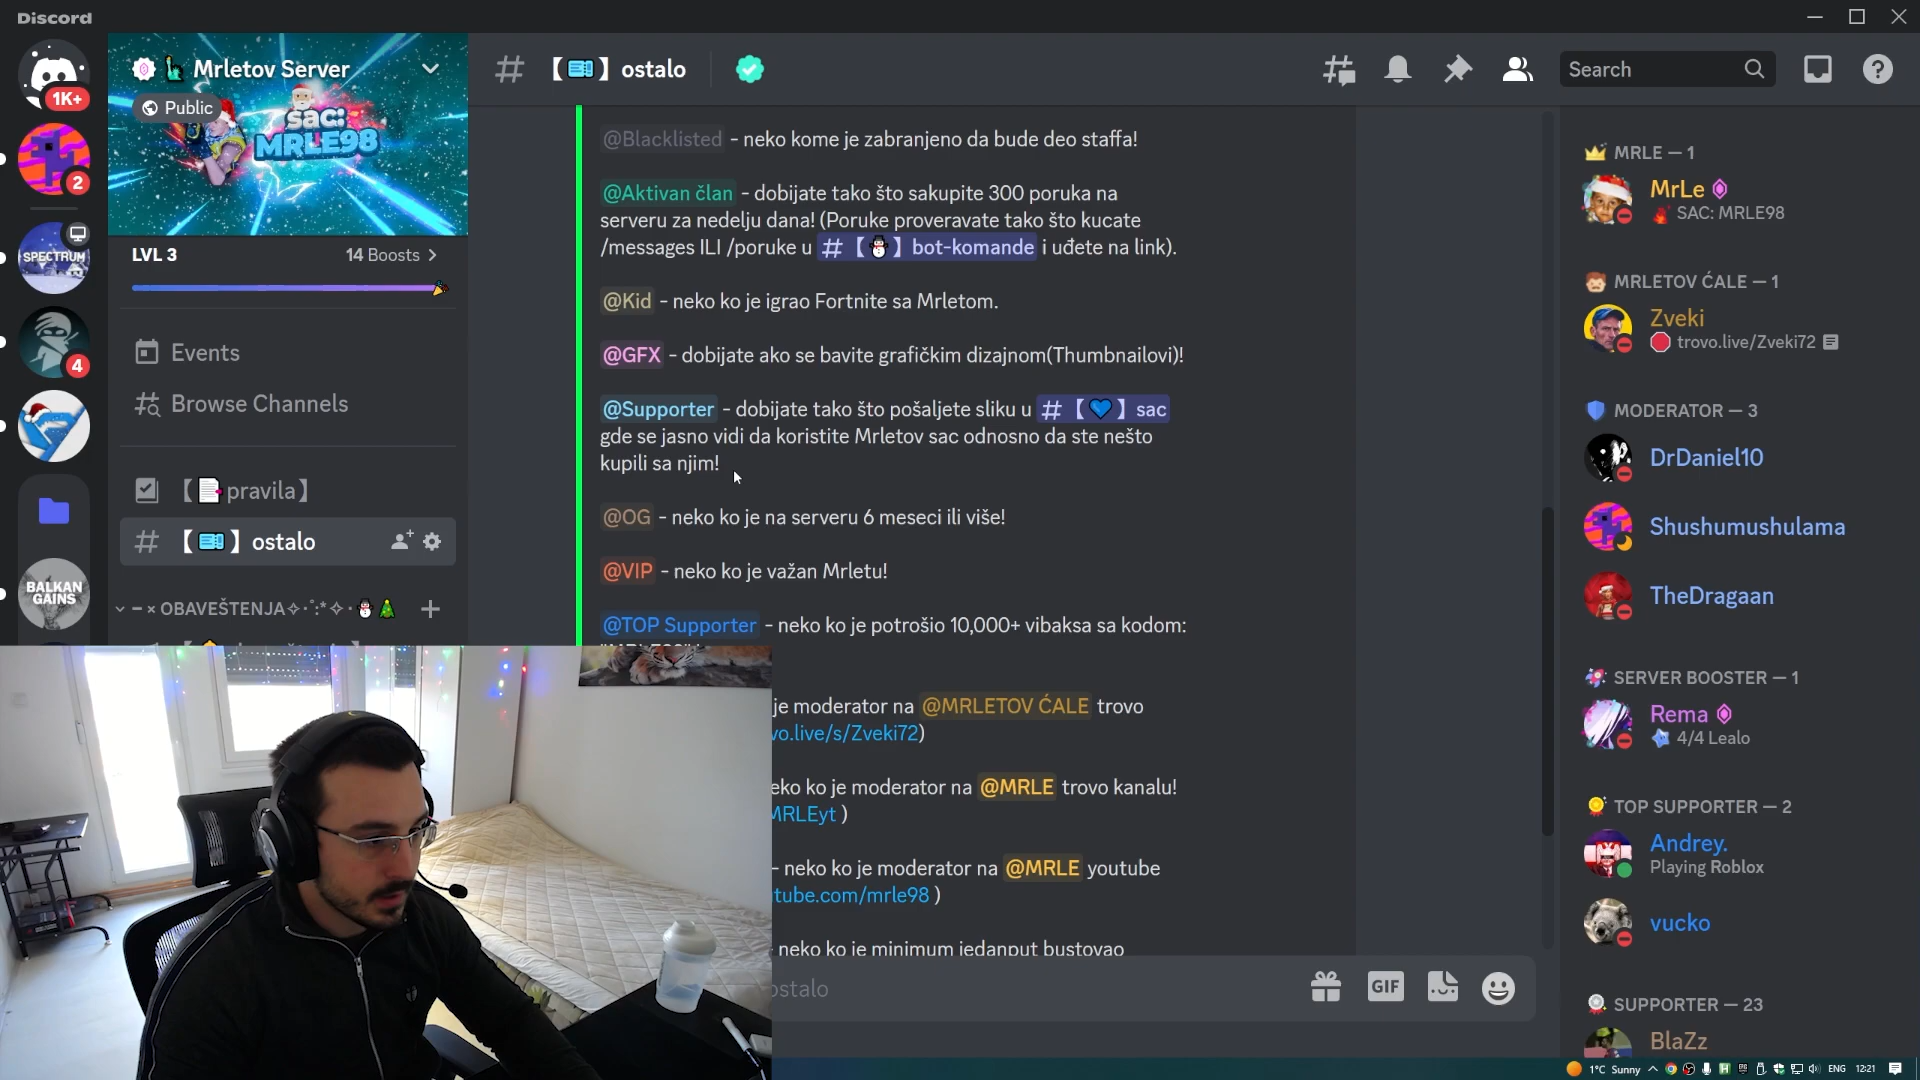 Discord
Mrletov Server
Public
sac:
MRLE98
LVL 3
14 Boosts
Events
Browse Channels
【📑pravila】
【🎫】ostalo
− × OBAVEŠTENJA✧･ﾟ:*✧･⛄🎄
1K+
2
SPECTRUM
4
BALKAN
GAINS
【🎫】ostalo
Search
@Blacklisted - neko kome je zabranjeno da bude deo staffa!
@Aktivan član - dobijate tako što sakupite 300 poruka na
serveru za nedelju dana! (Poruke proveravate tako što kucate
/messages ILI /poruke u #【⛄】bot-komande i uđete na link).
@Kid - neko ko je igrao Fortnite sa Mrletom.
@GFX - dobijate ako se bavite grafičkim dizajnom(Thumbnailovi)!
@Supporter - dobijate tako što pošaljete sliku u #【💙】sac
gde se jasno vidi da koristite Mrletov sac odnosno da ste nešto
kupili sa njim!
@OG - neko ko je na serveru 6 meseci ili više!
@VIP - neko ko je važan Mrletu!
@TOP Supporter - neko ko je potrošio 10,000+ vibaksa sa kodom:
je moderator na @MRLETOV ĆALE trovo
vo.live/s/Zveki72)
eko ko je moderator na @MRLE trovo kanalu!
MRLEyt )
- neko ko je moderator na @MRLE youtube
tube.com/mrle98 )
neko ko je minimum jedanput bustovao
ostalo
GIF
MRLE — 1
MrLe
SAC: MRLE98
MRLETOV ĆALE — 1
Zveki
trovo.live/Zveki72
MODERATOR — 3
DrDaniel10
Shushumushulama
TheDragaan
SERVER BOOSTER — 1
Rema
4/4 Lealo
TOP SUPPORTER — 2
Andrey.
Playing Roblox
vucko
SUPPORTER — 23
BlaZz
1°C Sunny
ENG
12:21